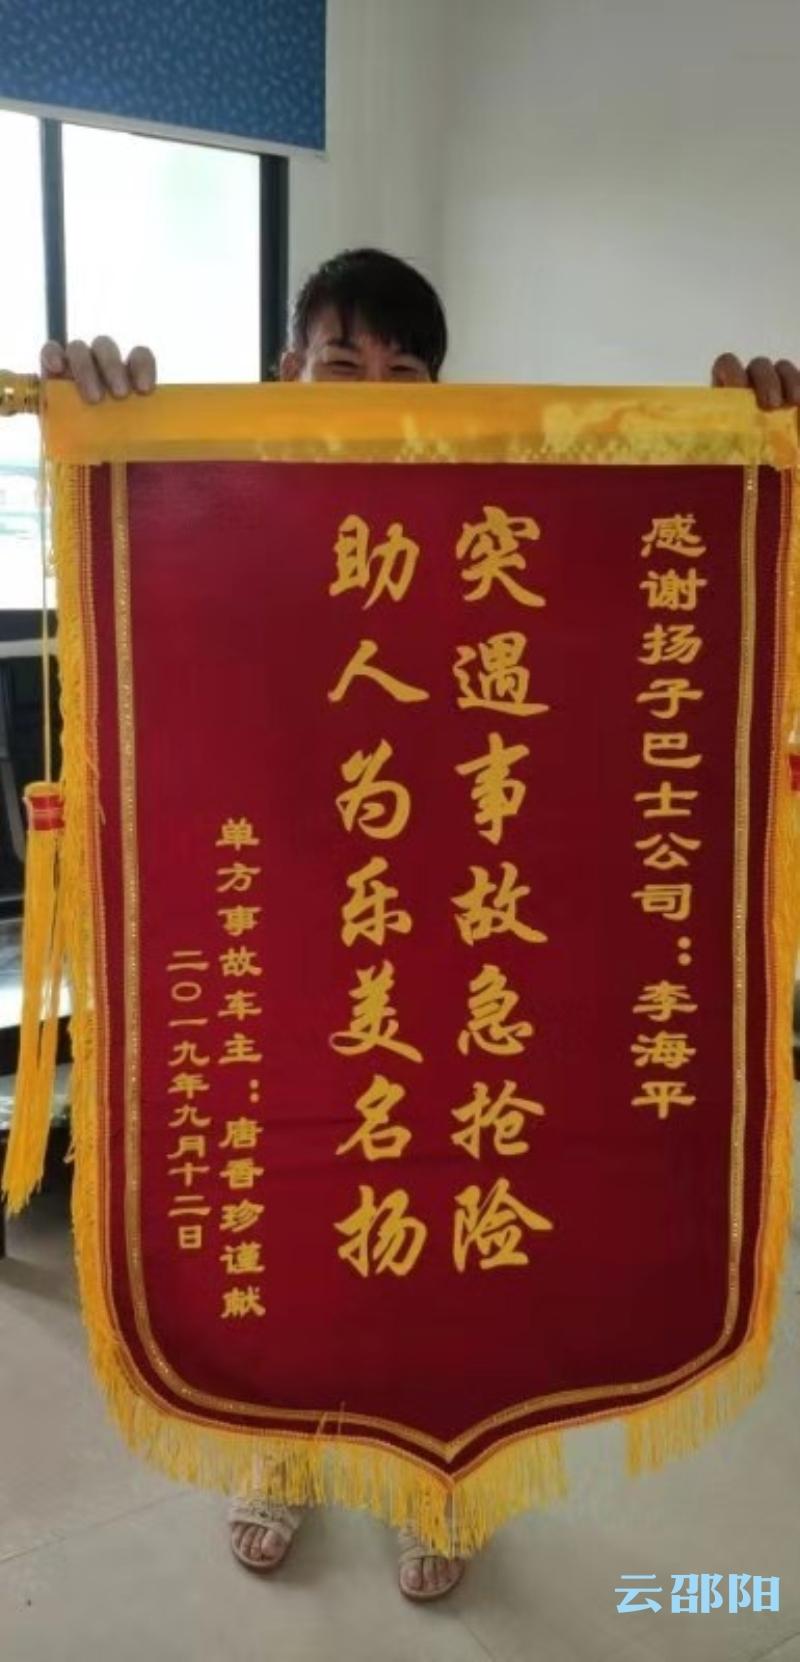 感谢扬子巴士公司：李海平
突遇事故急抢险
助人为乐美名扬
单方事故车主：唐香珍谨献
二〇一九年九月十二日
云邵阳